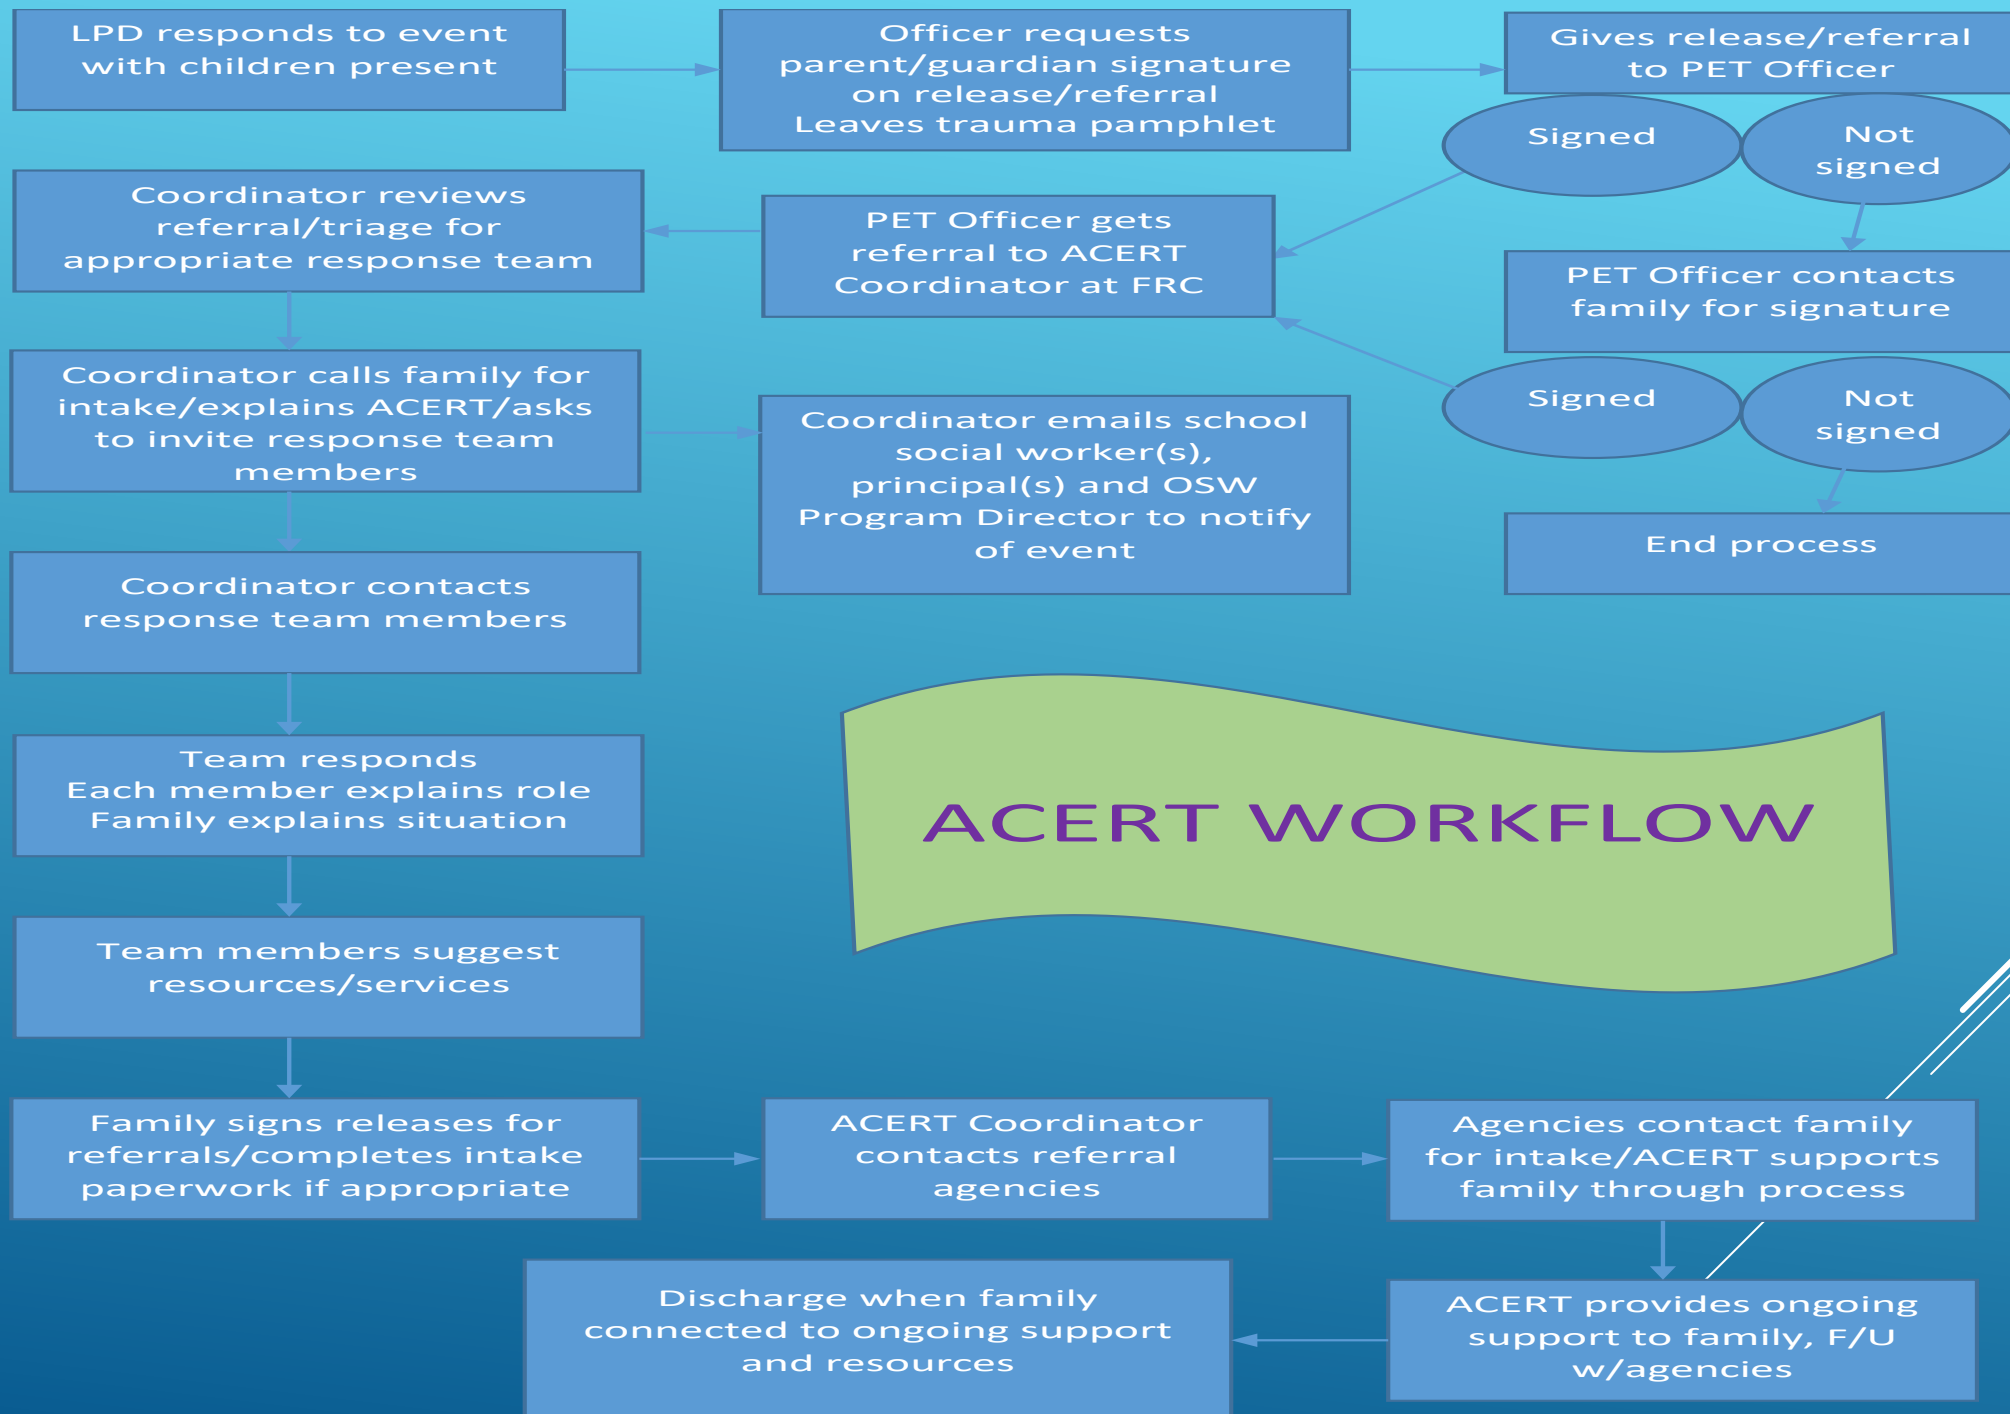 LPD responds to event
with children present
Officer requests
parent/guardian signature
on release/referral
Leaves trauma pamphlet
Gives release/referral
to PET Officer
Signed
Not
signed
Coordinator reviews
referral/triage for
appropriate response team
PET Officer gets
referral to ACERT
Coordinator at FRC
PET Officer contacts
family for signature
Signed
Not
signed
Coordinator calls family for
intake/explains ACERT/asks
to invite response team
members
Coordinator emails school
social worker(s),
principal(s) and OSW
Program Director to notify
of event
End process
Coordinator contacts
response team members
Team responds
Each member explains role
Family explains situation
ACERT WORKFLOW
Team members suggest
resources/services
Family signs releases for
referrals/completes intake
paperwork if appropriate
ACERT Coordinator
contacts referral
agencies
Agencies contact family
for intake/ACERT supports
family through process
ACERT provides ongoing
support to family, F/U
w/agencies
Discharge when family
connected to ongoing support
and resources